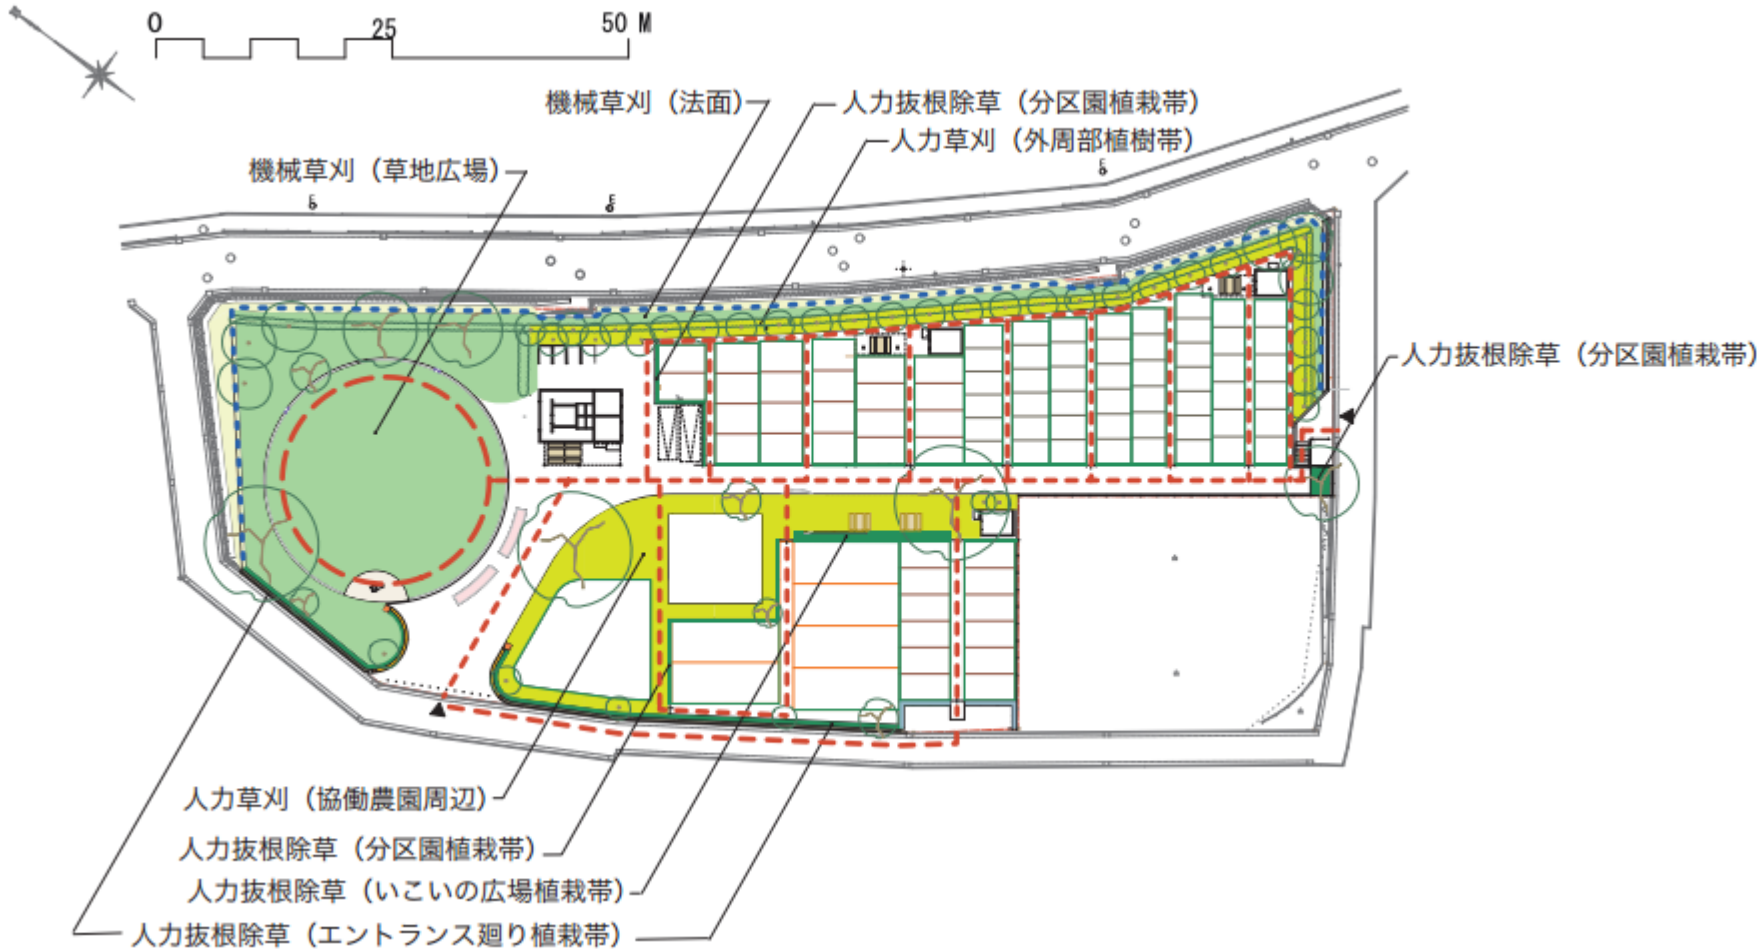 0 25 50 M
機械草刈（法面）
人力抜根除草（分区園植栽帯）
人力草刈（外周部植樹帯）
機械草刈（草地広場）
人力抜根除草（分区園植栽帯）
人力草刈（協働農園周辺）
人力抜根除草（分区園植栽帯）
人力抜根除草（いこいの広場植栽帯）
人力抜根除草（エントランス廻り植栽帯）